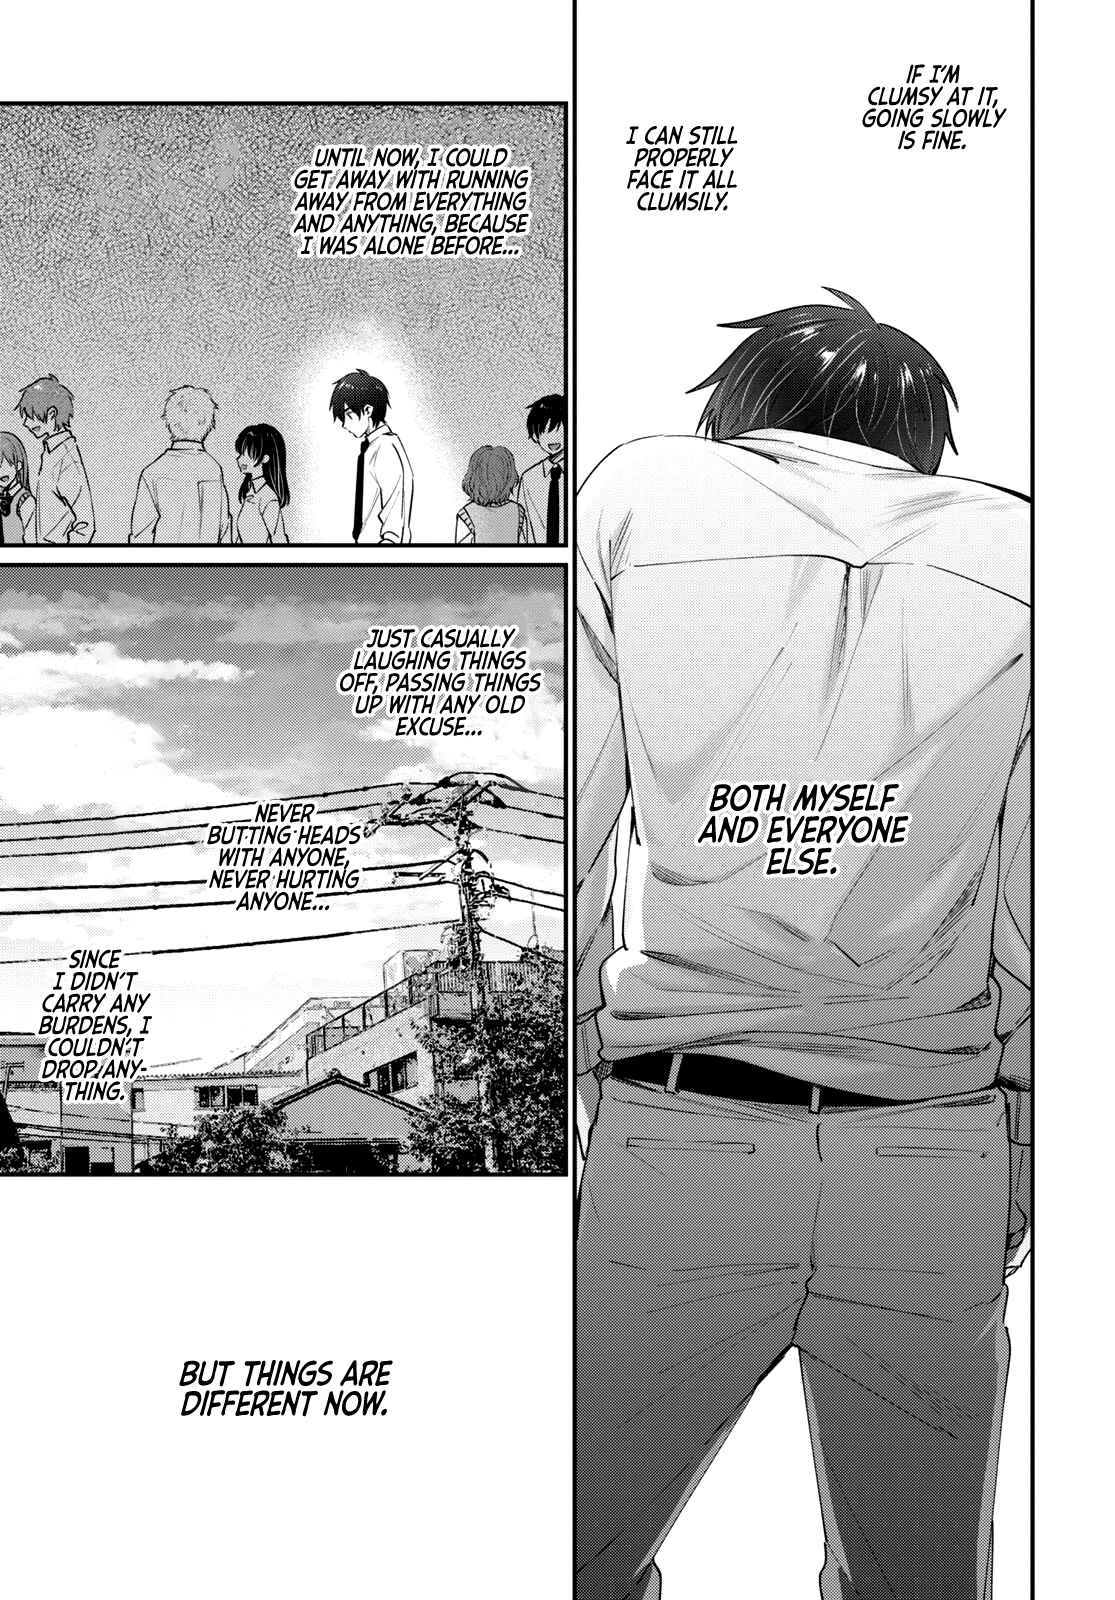 IF I'M
CLUMSY AT IT,
GOING SLOWLY
IS FINE.
I CAN STILL
PROPERLY
FACE IT ALL
CLUMSILY.
BOTH MYSELF
AND EVERYONE
ELSE.
UNTIL NOW, I COULD
GET AWAY WITH RUNNING
AWAY FROM EVERYTHING
AND ANYTHING, BECAUSE
I WAS ALONE BEFORE...
JUST CASUALLY
LAUGHING THINGS
OFF, PASSING THINGS
UP WITH ANY OLD
EXCUSE...
NEVER
BUTTING HEADS
WITH ANYONE,
NEVER HURTING
ANYONE...
SINCE
I DIDN'T
CARRY ANY
BURDENS, I
COULDN'T
DROP ANY-
THING.
BUT THINGS ARE
DIFFERENT NOW.